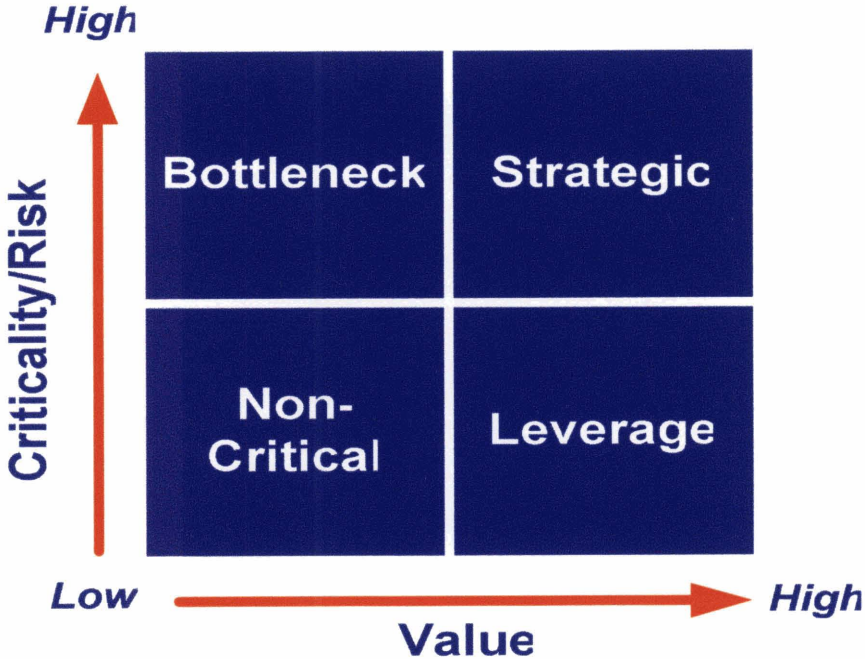 High
Bottleneck
Strategic
Criticality/Risk
Non-
Critical
Leverage
Low
High
Value